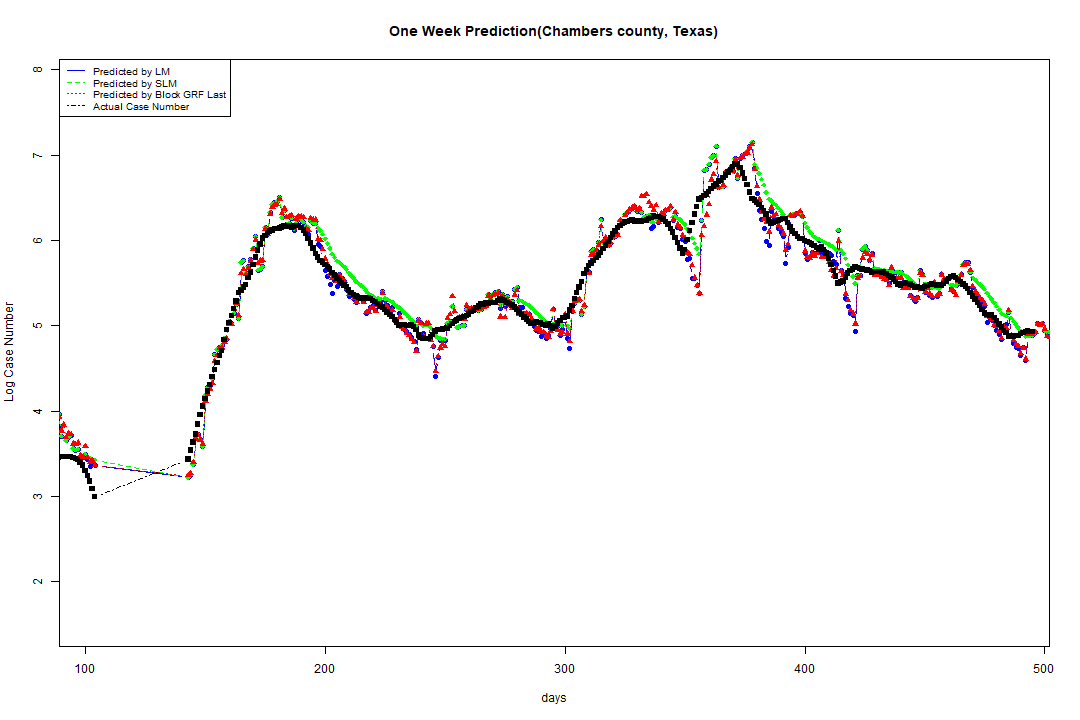 One Week Prediction(Chambers county, Texas)
Predicted by LM
Predicted by SLM
Predicted by Block GRF Last
Actual Case Number
8
7
6
5
4
3
2
Log Case Number
100 200 300 400 500
days